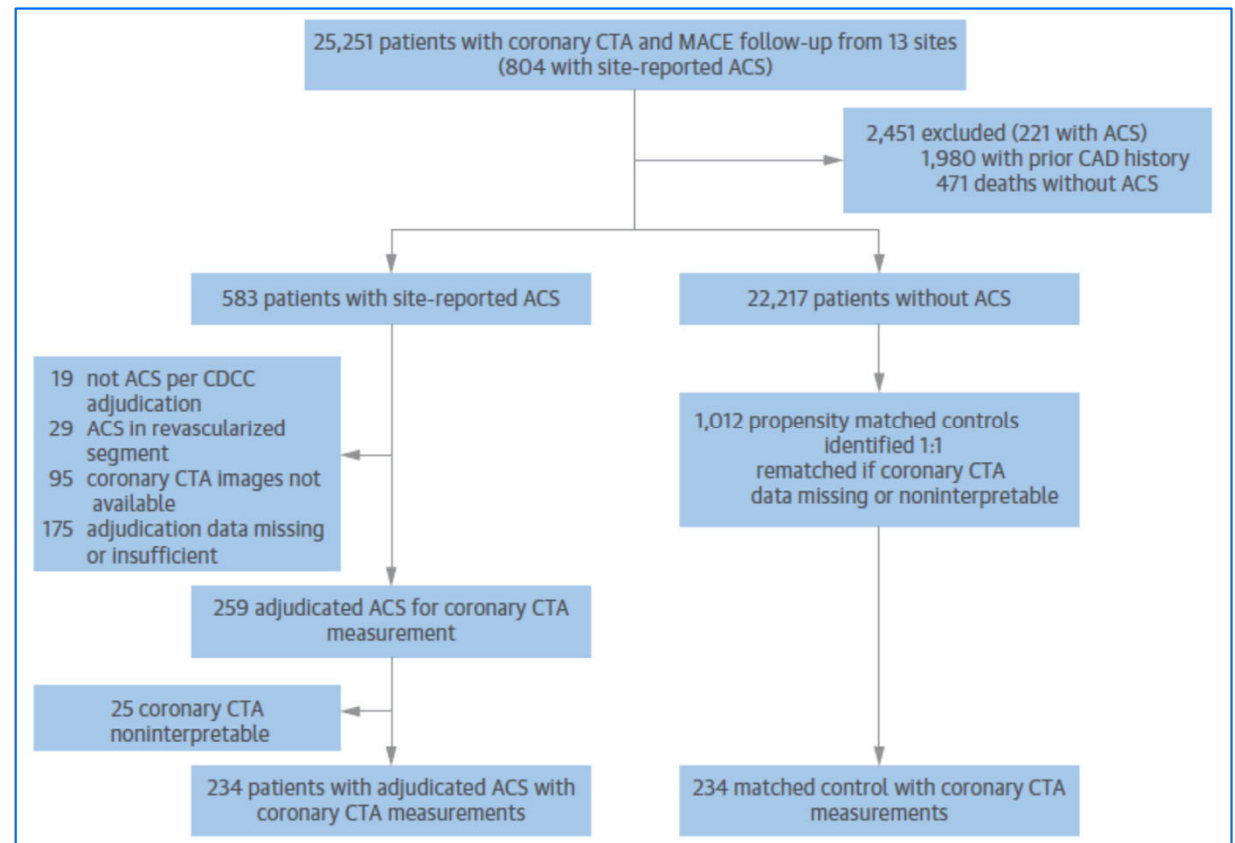 25,251 patients with coronary CTA and MACE follow-up from 13 sites
(804 with site-reported ACS)
2,451 excluded (221 with ACS)
1,980 with prior CAD history
471 deaths without ACS
583 patients with site-reported ACS
22,217 patients without ACS
19 not ACS per CDCC
adjudication
29 ACS in revascularized
segment
95 coronary CTA images not
available
175 adjudication data missing
or insufficient
1,012 propensity matched controls
identified 1:1
rematched if coronary CTA
data missing or noninterpretable
259 adjudicated ACS for coronary CTA
measurement
25 coronary CTA
noninterpretable
234 patients with adjudicated ACS with
coronary CTA measurements
234 matched control with coronary CTA
measurements